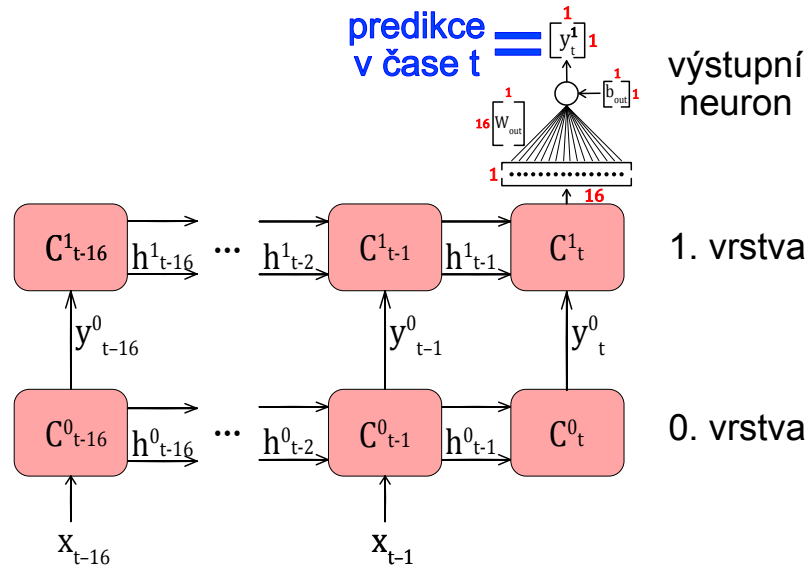 predikce
v čase t
1
y¹ₜ
1
1
b_out
1
výstupní
neuron
1
16
W_out
1
16
C¹ₜ₋₁₆
h¹ₜ₋₁₆
...
h¹ₜ₋₂
C¹ₜ₋₁
h¹ₜ₋₁
C¹ₜ
1. vrstva
y⁰ₜ₋₁₆
y⁰ₜ₋₁
y⁰ₜ
C⁰ₜ₋₁₆
h⁰ₜ₋₁₆
...
h⁰ₜ₋₂
C⁰ₜ₋₁
h⁰ₜ₋₁
C⁰ₜ
0. vrstva
xₜ₋₁₆
xₜ₋₁